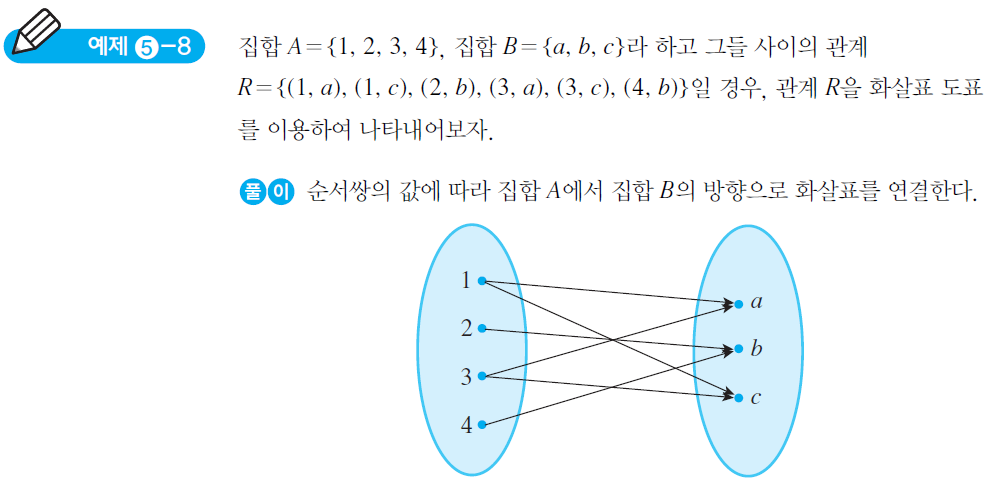 예제 5-8
집합 A={1, 2, 3, 4}, 집합 B={a, b, c}라 하고 그들 사이의 관계
R={(1, a), (1, c), (2, b), (3, a), (3, c), (4, b)}일 경우, 관계 R을 화살표 도표
를 이용하여 나타내어보자.
풀이 순서쌍의 값에 따라 집합 A에서 집합 B의 방향으로 화살표를 연결한다.
1
2
3
4
a
b
c